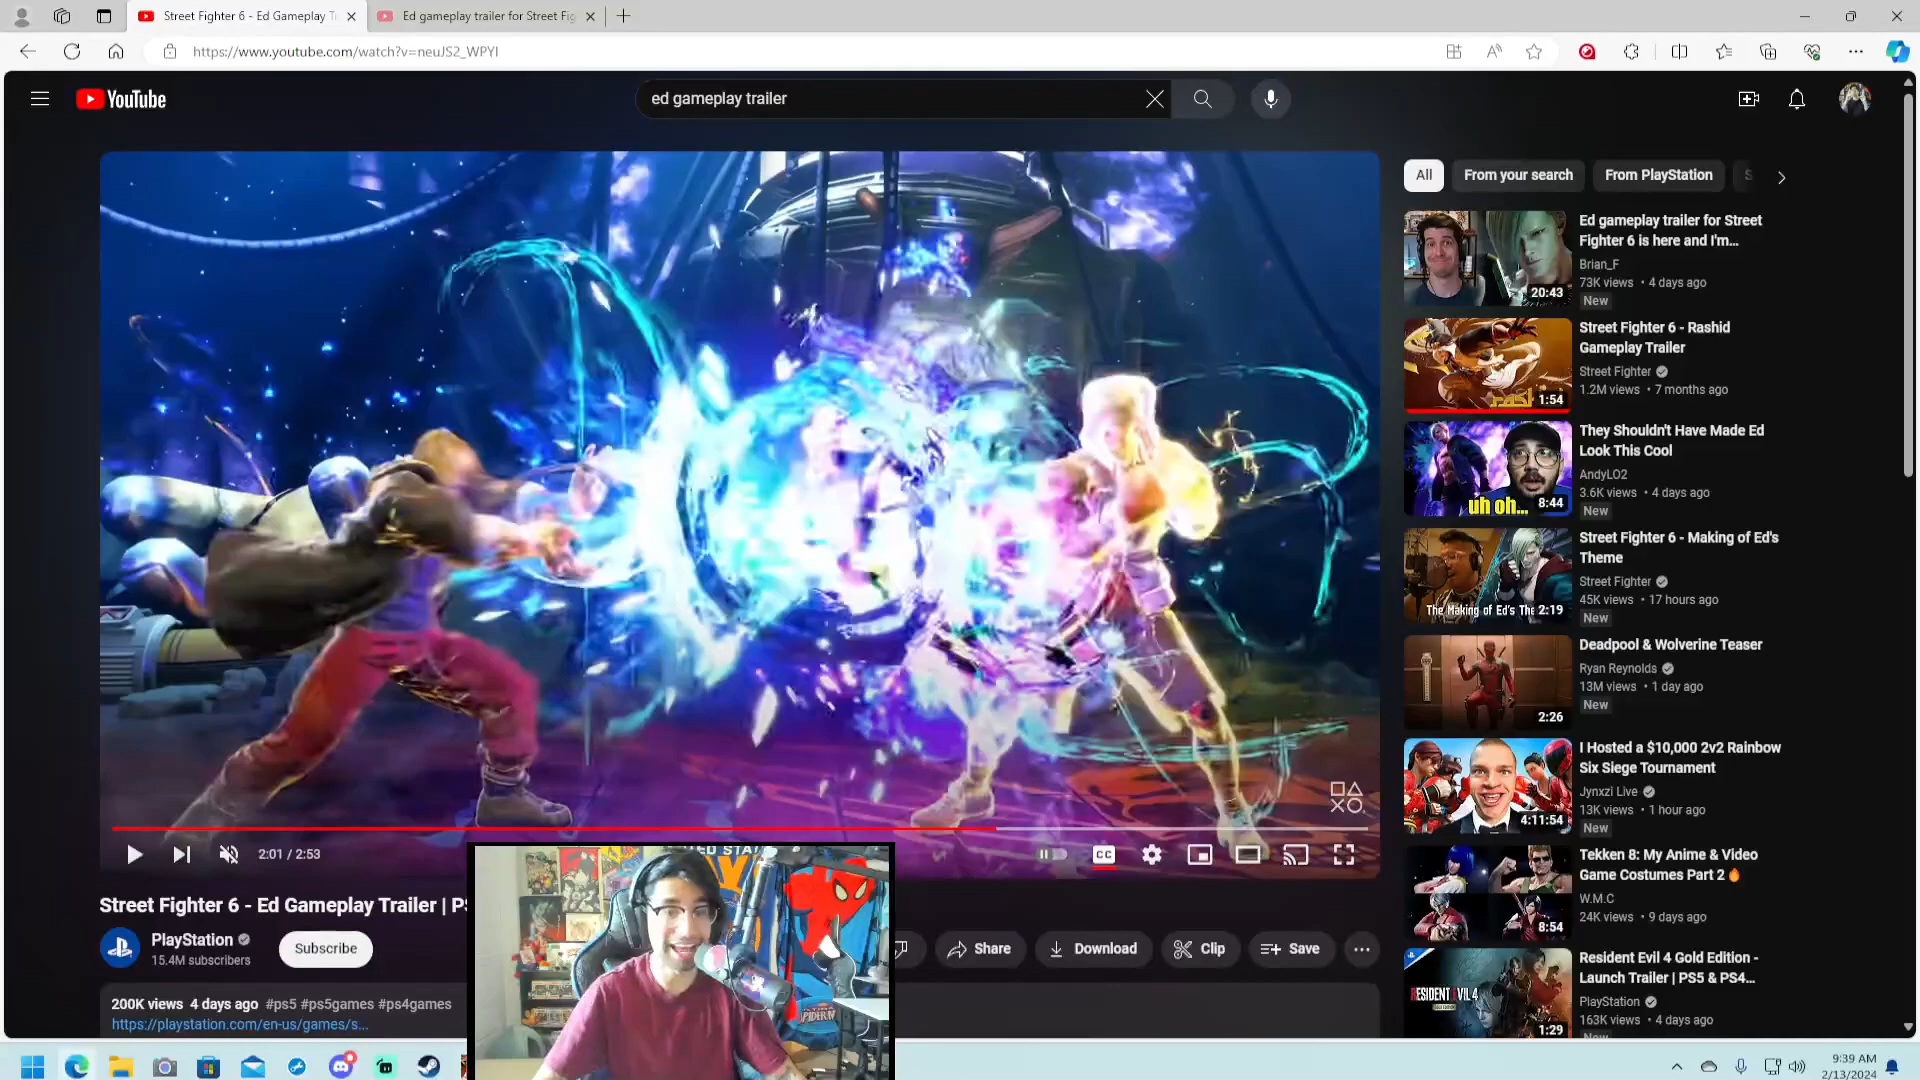 Street Fighter 6 - Ed Gameplay T
Ed gameplay trailer for Street Fig
https://www.youtube.com/watch?v=neuJS2_WPYI
YouTube
ed gameplay trailer
All
From your search
From PlayStation
S
Ed gameplay trailer for Street
Fighter 6 is here and I'm...
Brian_F
73K views • 4 days ago
New
20:43
Street Fighter 6 - Rashid
Gameplay Trailer
Street Fighter
1.2M views • 7 months ago
1:54
They Shouldn't Have Made Ed
Look This Cool
AndyLO2
3.6K views • 4 days ago
New
uh oh...
8:44
Street Fighter 6 - Making of Ed's
Theme
Street Fighter
45K views • 17 hours ago
New
The Making of Ed's The
2:19
Deadpool & Wolverine Teaser
Ryan Reynolds
13M views • 1 day ago
New
2:26
I Hosted a $10,000 2v2 Rainbow
Six Siege Tournament
Jynxzi Live
13K views • 1 hour ago
New
4:11:54
Tekken 8: My Anime & Video
Game Costumes Part 2🔥
W.M.C
24K views • 9 days ago
8:54
Resident Evil 4 Gold Edition -
Launch Trailer | PS5 & PS4...
PlayStation
163K views • 4 days ago
New
RESIDENT EVIL 4
1:29
2:01 / 2:53
CC
Street Fighter 6 - Ed Gameplay Trailer | PS
PlayStation
15.4M subscribers
Subscribe
Share
Download
Clip
Save
200K views 4 days ago #ps5 #ps5games #ps4games
https://playstation.com/en-us/games/s...
9:39 AM
2/13/2024